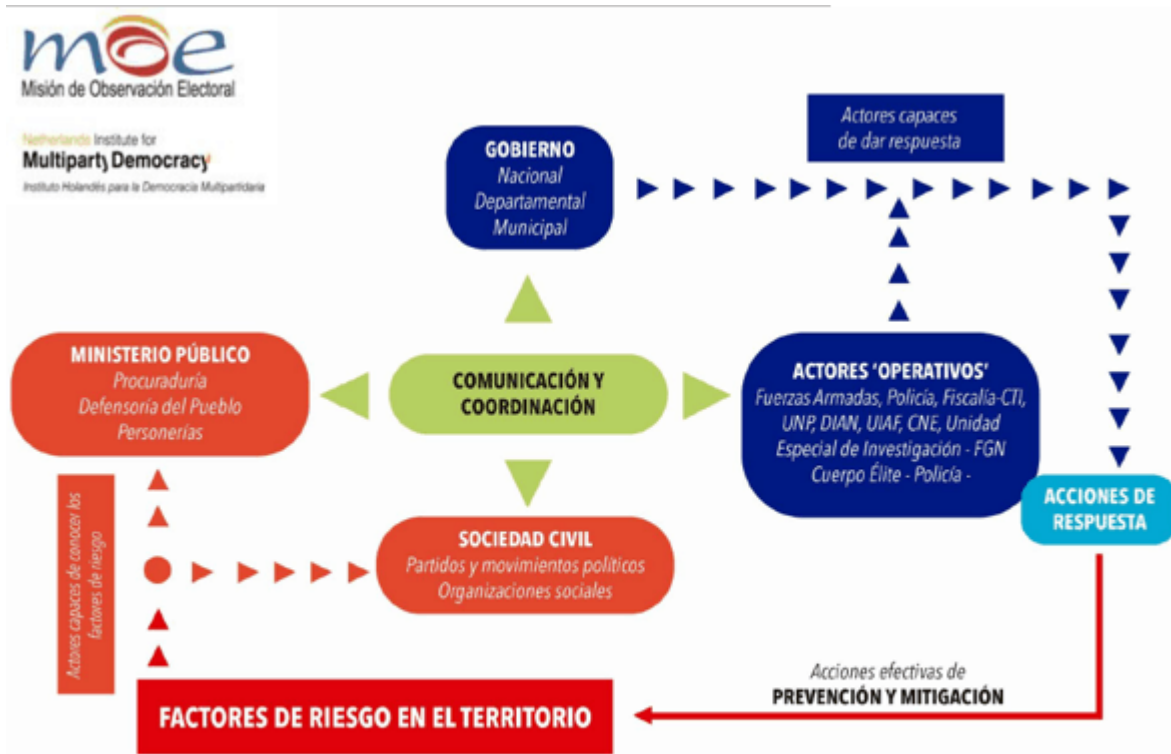 moe
Misión de Observación Electoral
Netherlands Institute for
Multiparty Democracy
Instituto Holandés para la Democracia Multipartidaria
Actores capaces
de dar respuesta
GOBIERNO
Nacional
Departamental
Municipal
MINISTERIO PÚBLICO
Procuraduría
Defensoría del Pueblo
Personerías
COMUNICACIÓN Y
COORDINACIÓN
ACTORES ‘OPERATIVOS’
Fuerzas Armadas, Policía, Fiscalía-CTI,
UNP, DIAN, UIAF, CNE, Unidad
Especial de Investigación - FGN
Cuerpo Élite - Policía -
Actores capaces de conocer los
factores de riesgo
SOCIEDAD CIVIL
Partidos y movimientos políticos
Organizaciones sociales
ACCIONES DE
RESPUESTA
Acciones efectivas de
PREVENCIÓN Y MITIGACIÓN
FACTORES DE RIESGO EN EL TERRITORIO